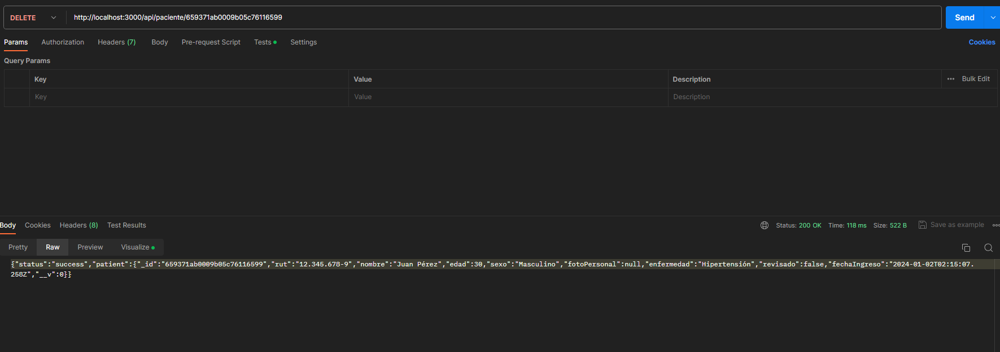 DELETE http://localhost:3000/api/paciente/659371ab0009b05c76116599 Send
Params Authorization Headers (7) Body Pre-request Script Tests Settings Cookies
Query Params
Key Value Description Bulk Edit
Key Value Description
Body Cookies Headers (8) Test Results Status: 200 OK Time: 118 ms Size: 522 B Save as example
Pretty Raw Preview Visualize
{"status":"success","patient":{"_id":"659371ab0009b05c76116599","rut":"12.345.678-9","nombre":"Juan Pérez","edad":30,"sexo":"Masculino","fotoPersonal":null,"enfermedad":"Hipertensión","revisado":false,"fechaIngreso":"2024-01-02T02:15:07.
258Z","__v":0}}